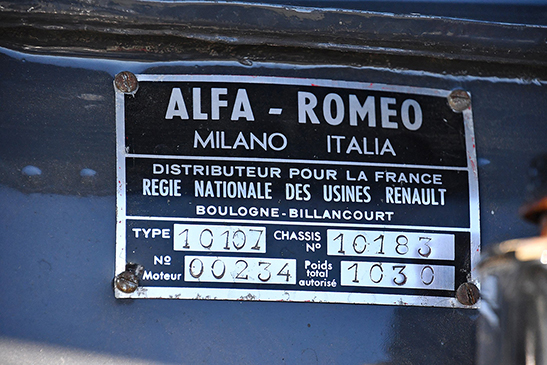 ALFA - ROMEO
MILANO ITALIA
DISTRIBUTEUR POUR LA FRANCE
REGIE NATIONALE DES USINES RENAULT
BOULOGNE-BILLANCOURT
TYPE 10107 CHASSIS Nº 10183
Nº Moteur 00234 Poids total autorisé 1030